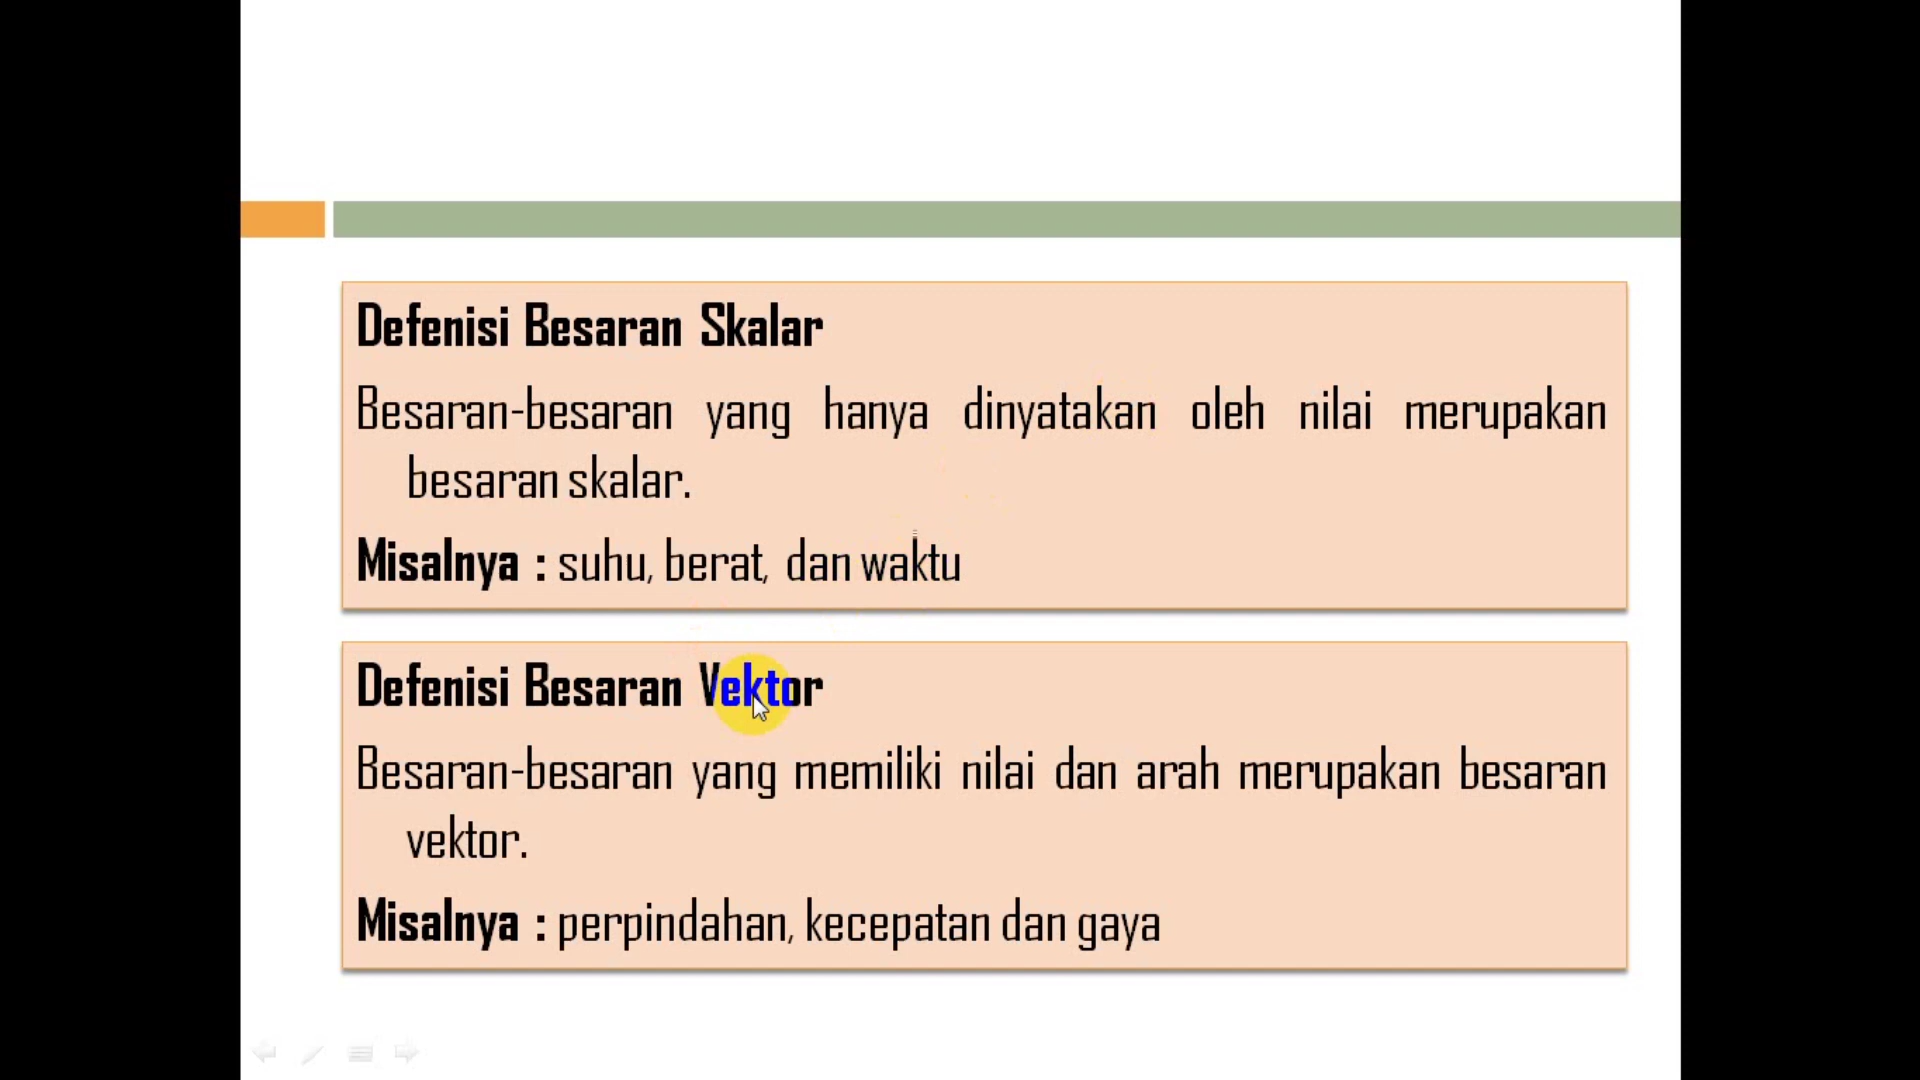 Defenisi Besaran Skalar
Besaran-besaran yang hanya dinyatakan oleh nilai merupakan
besaran skalar.
Misalnya : suhu, berat, dan waktu
Defenisi Besaran Vektor
Besaran-besaran yang memiliki nilai dan arah merupakan besaran
vektor.
Misalnya : perpindahan, kecepatan dan gaya